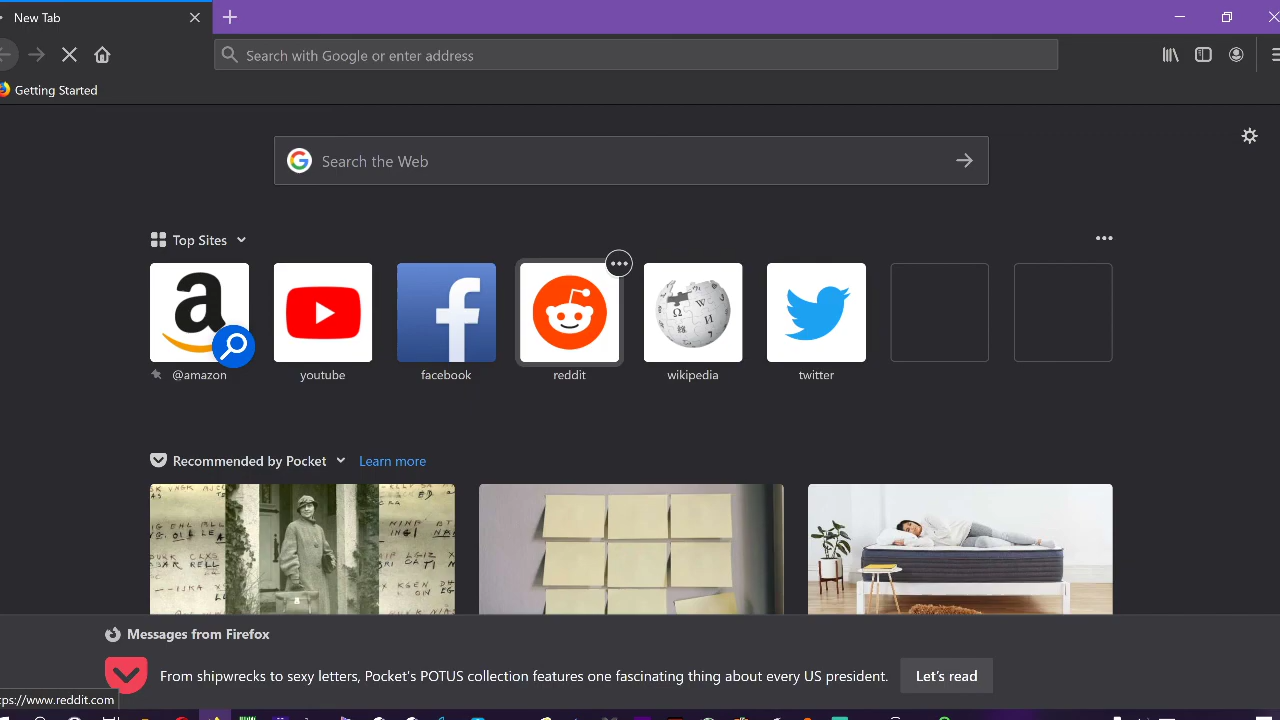 New Tab
Search with Google or enter address
Getting Started
Search the Web
Top Sites
@amazon
youtube
facebook
reddit
wikipedia
twitter
Recommended by Pocket
Learn more
Messages from Firefox
From shipwrecks to sexy letters, Pocket's POTUS collection features one fascinating thing about every US president.
Let's read
tps://www.reddit.com